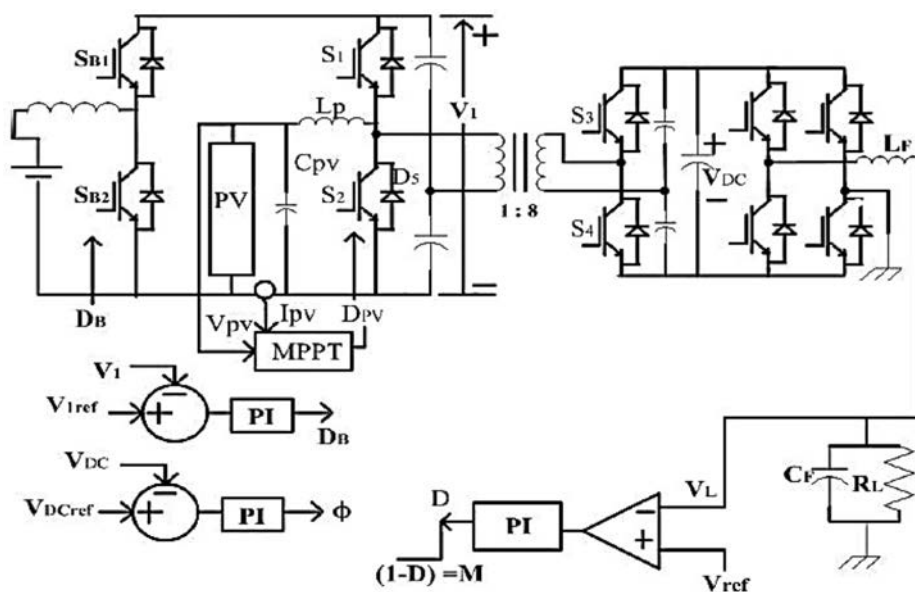 SB1
S1
+
Lp
V1
S3
LF
Cpv
+
SB2
PV
S2
D5
VDC
1 : 8
−
S4
−
DB
Vpv
Ipv
DPV
MPPT
V1
−
V1ref
+
PI
DB
VDC
−
VDCref
+
PI
ϕ
D
PI
VL
−
+
Vref
(1-D) =M
CF
RL